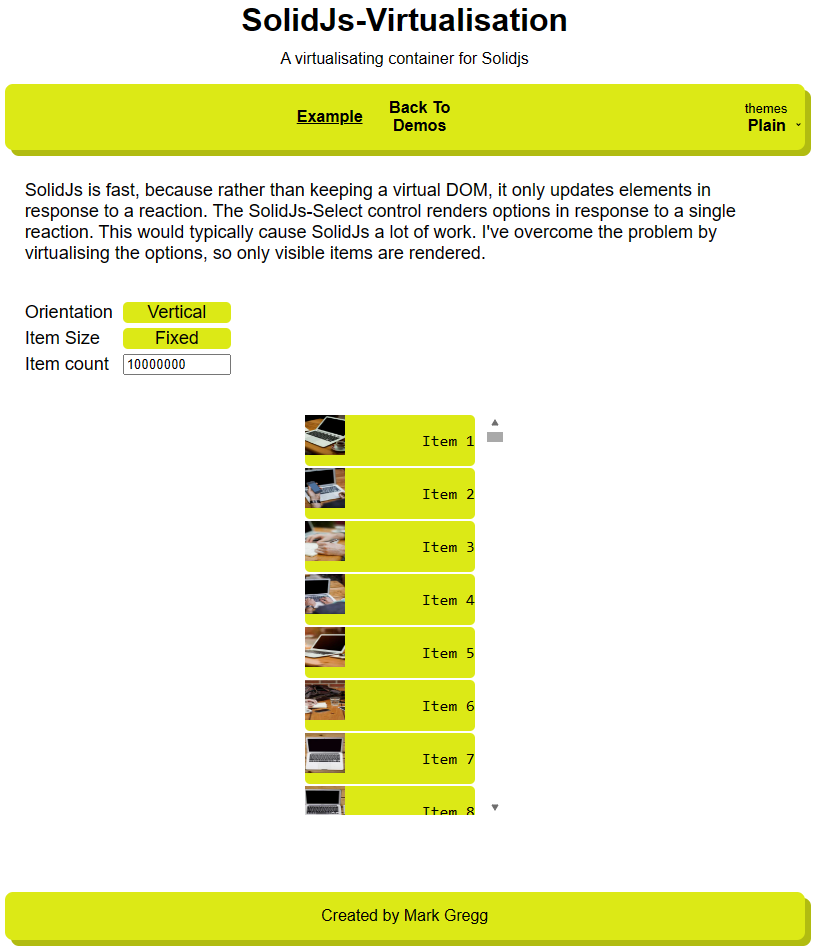 SolidJs-Virtualisation
A virtualisating container for Solidjs
Example
Back To
Demos
themes
Plain
SolidJs is fast, because rather than keeping a virtual DOM, it only updates elements in
response to a reaction. The SolidJs-Select control renders options in response to a single
reaction. This would typically cause SolidJs a lot of work. I've overcome the problem by
virtualising the options, so only visible items are rendered.
Orientation Vertical
Item Size Fixed
Item count 10000000
Item 1
Item 2
Item 3
Item 4
Item 5
Item 6
Item 7
Item 8
Created by Mark Gregg